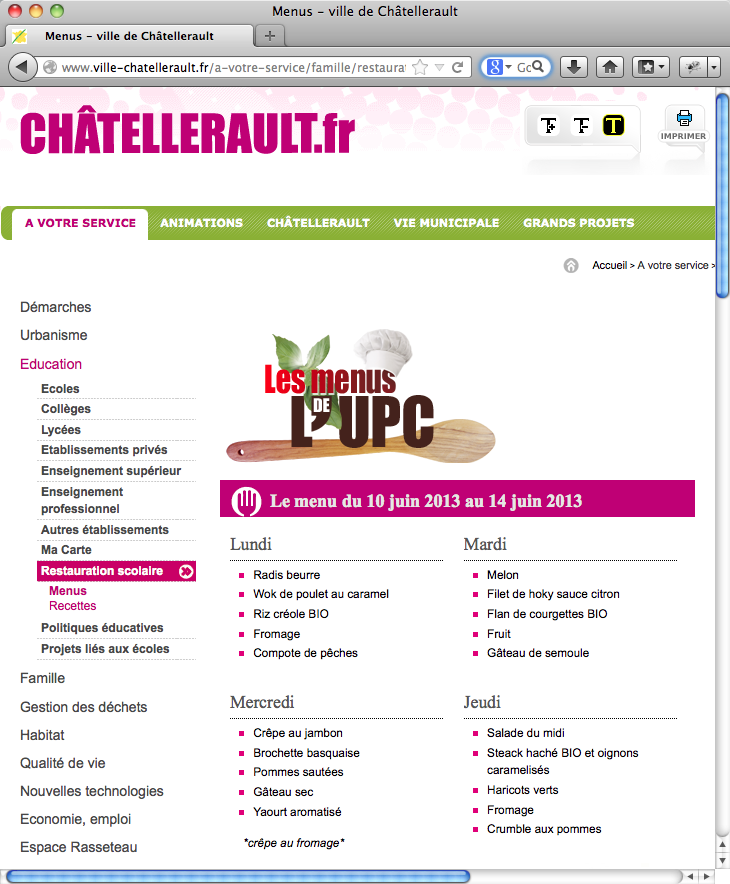 Menus – ville de Châtellerault
Menus – ville de Châtellerault
www.ville-chatellerault.fr/a-votre-service/famille/restaurat
Go
CHÂTELLERAULT.fr
T+ T- T
IMPRIMER
A VOTRE SERVICE ANIMATIONS CHÂTELLERAULT VIE MUNICIPALE GRANDS PROJETS
Accueil > A votre service >
Démarches
Urbanisme
Education
Ecoles
Collèges
Lycées
Etablissements privés
Enseignement supérieur
Enseignement
professionnel
Autres établissements
Ma Carte
Restauration scolaire
Menus
Recettes
Politiques éducatives
Projets liés aux écoles
Famille
Gestion des déchets
Habitat
Qualité de vie
Nouvelles technologies
Economie, emploi
Espace Rasseteau
Les menus
DE
L'UPC
Le menu du 10 juin 2013 au 14 juin 2013
Lundi
Radis beurre
Wok de poulet au caramel
Riz créole BIO
Fromage
Compote de pêches
Mardi
Melon
Filet de hoky sauce citron
Flan de courgettes BIO
Fruit
Gâteau de semoule
Mercredi
Crêpe au jambon
Brochette basquaise
Pommes sautées
Gâteau sec
Yaourt aromatisé
*crêpe au fromage*
Jeudi
Salade du midi
Steack haché BIO et oignons
caramelisés
Haricots verts
Fromage
Crumble aux pommes